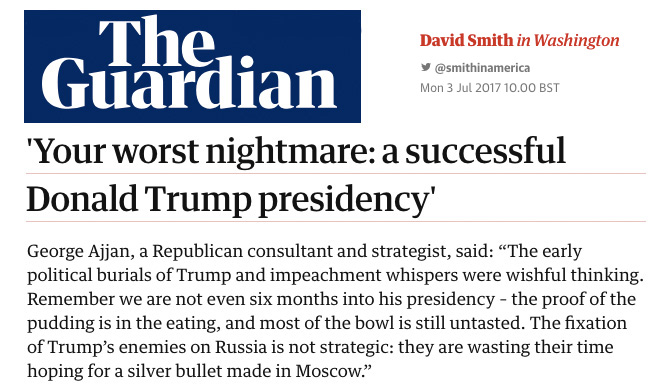 The
Guardian
David Smith in Washington
@smithinamerica
Mon 3 Jul 2017 10.00 BST
'Your worst nightmare: a successful
Donald Trump presidency'
George Ajjan, a Republican consultant and strategist, said: “The early
political burials of Trump and impeachment whispers were wishful thinking.
Remember we are not even six months into his presidency – the proof of the
pudding is in the eating, and most of the bowl is still untasted. The fixation
of Trump’s enemies on Russia is not strategic: they are wasting their time
hoping for a silver bullet made in Moscow.”